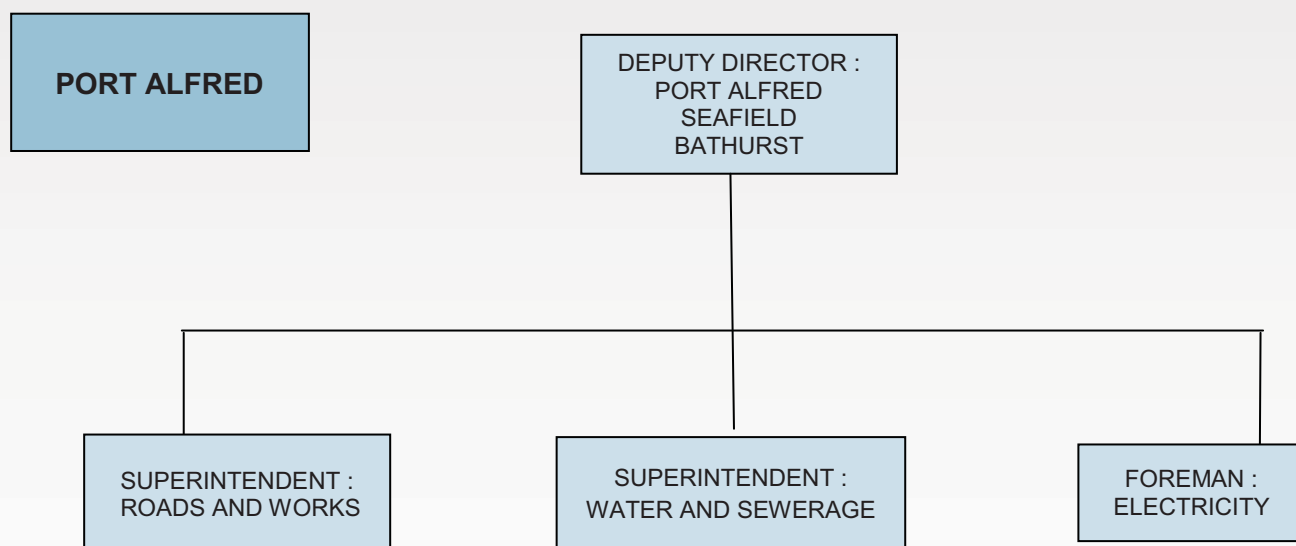 PORT ALFRED
DEPUTY DIRECTOR :
PORT ALFRED
SEAFIELD
BATHURST
SUPERINTENDENT :
ROADS AND WORKS
SUPERINTENDENT :
WATER AND SEWERAGE
FOREMAN :
ELECTRICITY